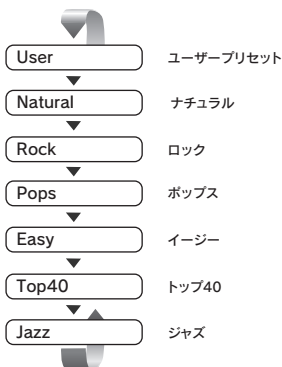 User ユーザープリセット
Natural ナチュラル
Rock ロック
Pops ポップス
Easy イージー
Top40 トップ40
Jazz ジャズ